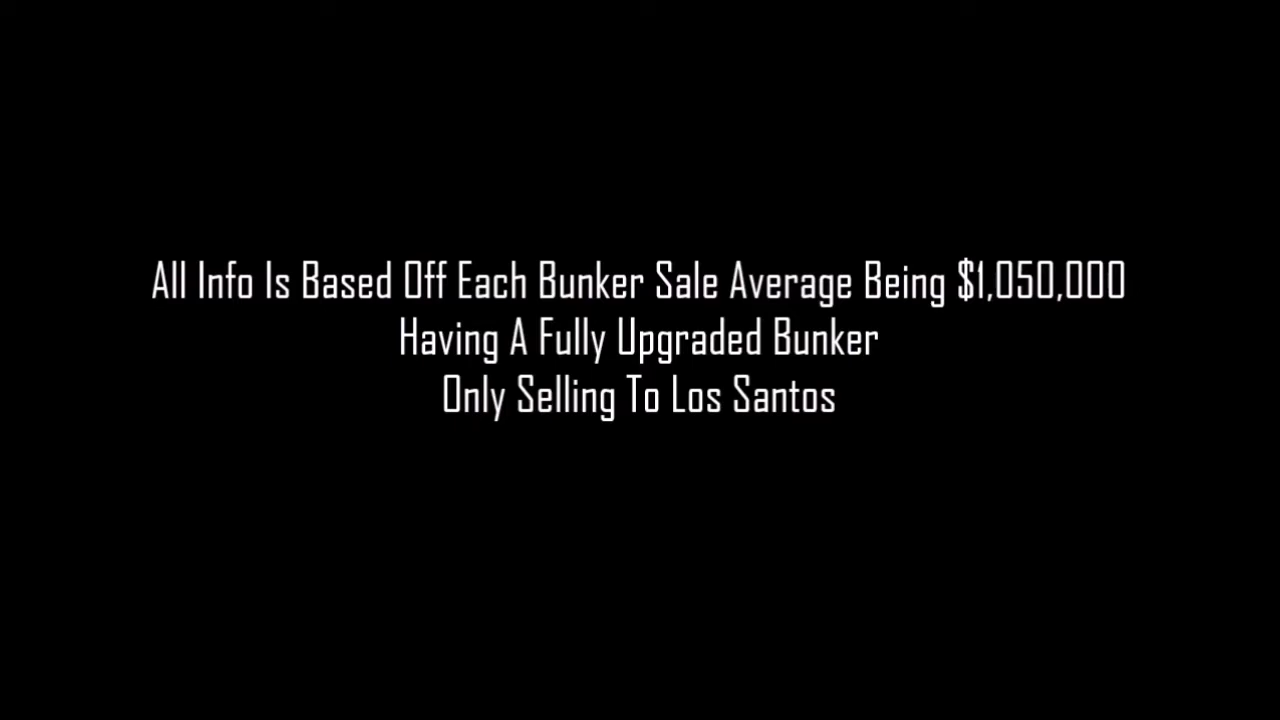 All Info Is Based Off Each Bunker Sale Average Being $1,050,000
Having A Fully Upgraded Bunker
Only Selling To Los Santos